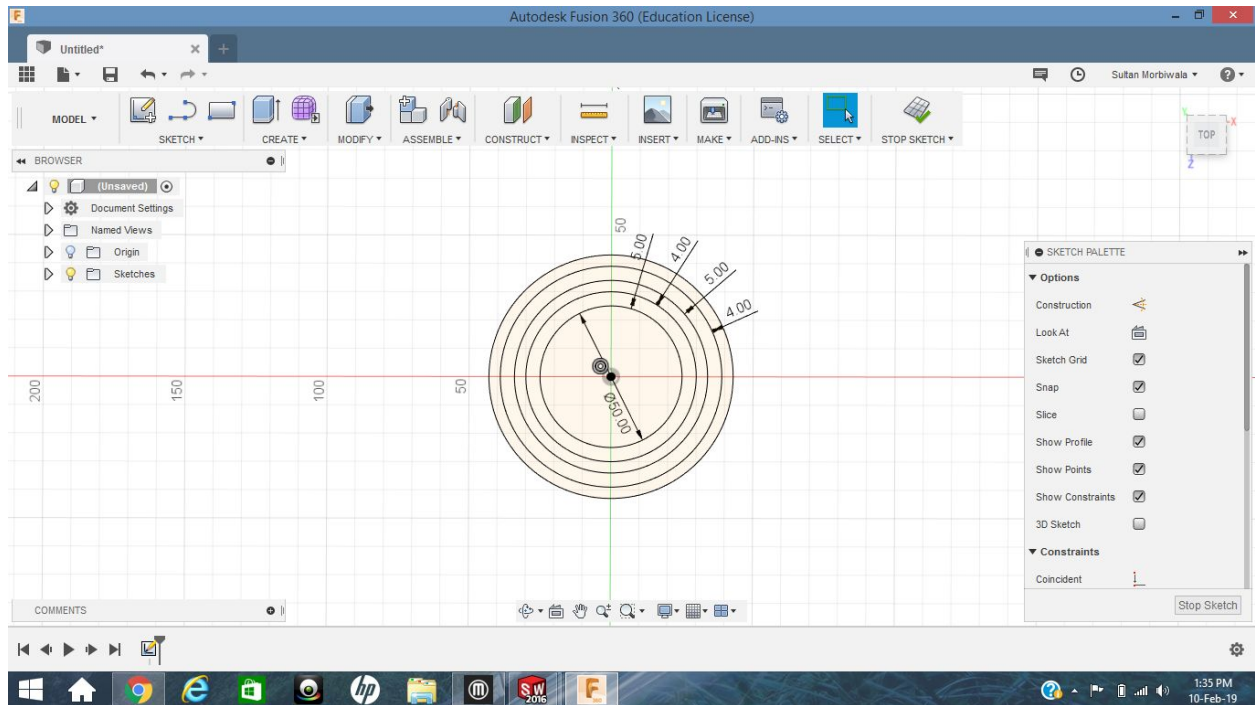 Autodesk Fusion 360 (Education License)
Untitled*
Sultan Morbiwala
MODEL
SKETCH
CREATE
MODIFY
ASSEMBLE
CONSTRUCT
INSPECT
INSERT
MAKE
ADD-INS
SELECT
STOP SKETCH
BROWSER
(Unsaved)
Document Settings
Named Views
Origin
Sketches
TOP
X
Y
Z
50
5.00
4.00
5.00
4.00
Ø50.00
200
150
100
50
SKETCH PALETTE
Options
Construction
Look At
Sketch Grid
Snap
Slice
Show Profile
Show Points
Show Constraints
3D Sketch
Constraints
Coincident
Stop Sketch
COMMENTS
hp
SW
2016
F
1:35 PM
10-Feb-19